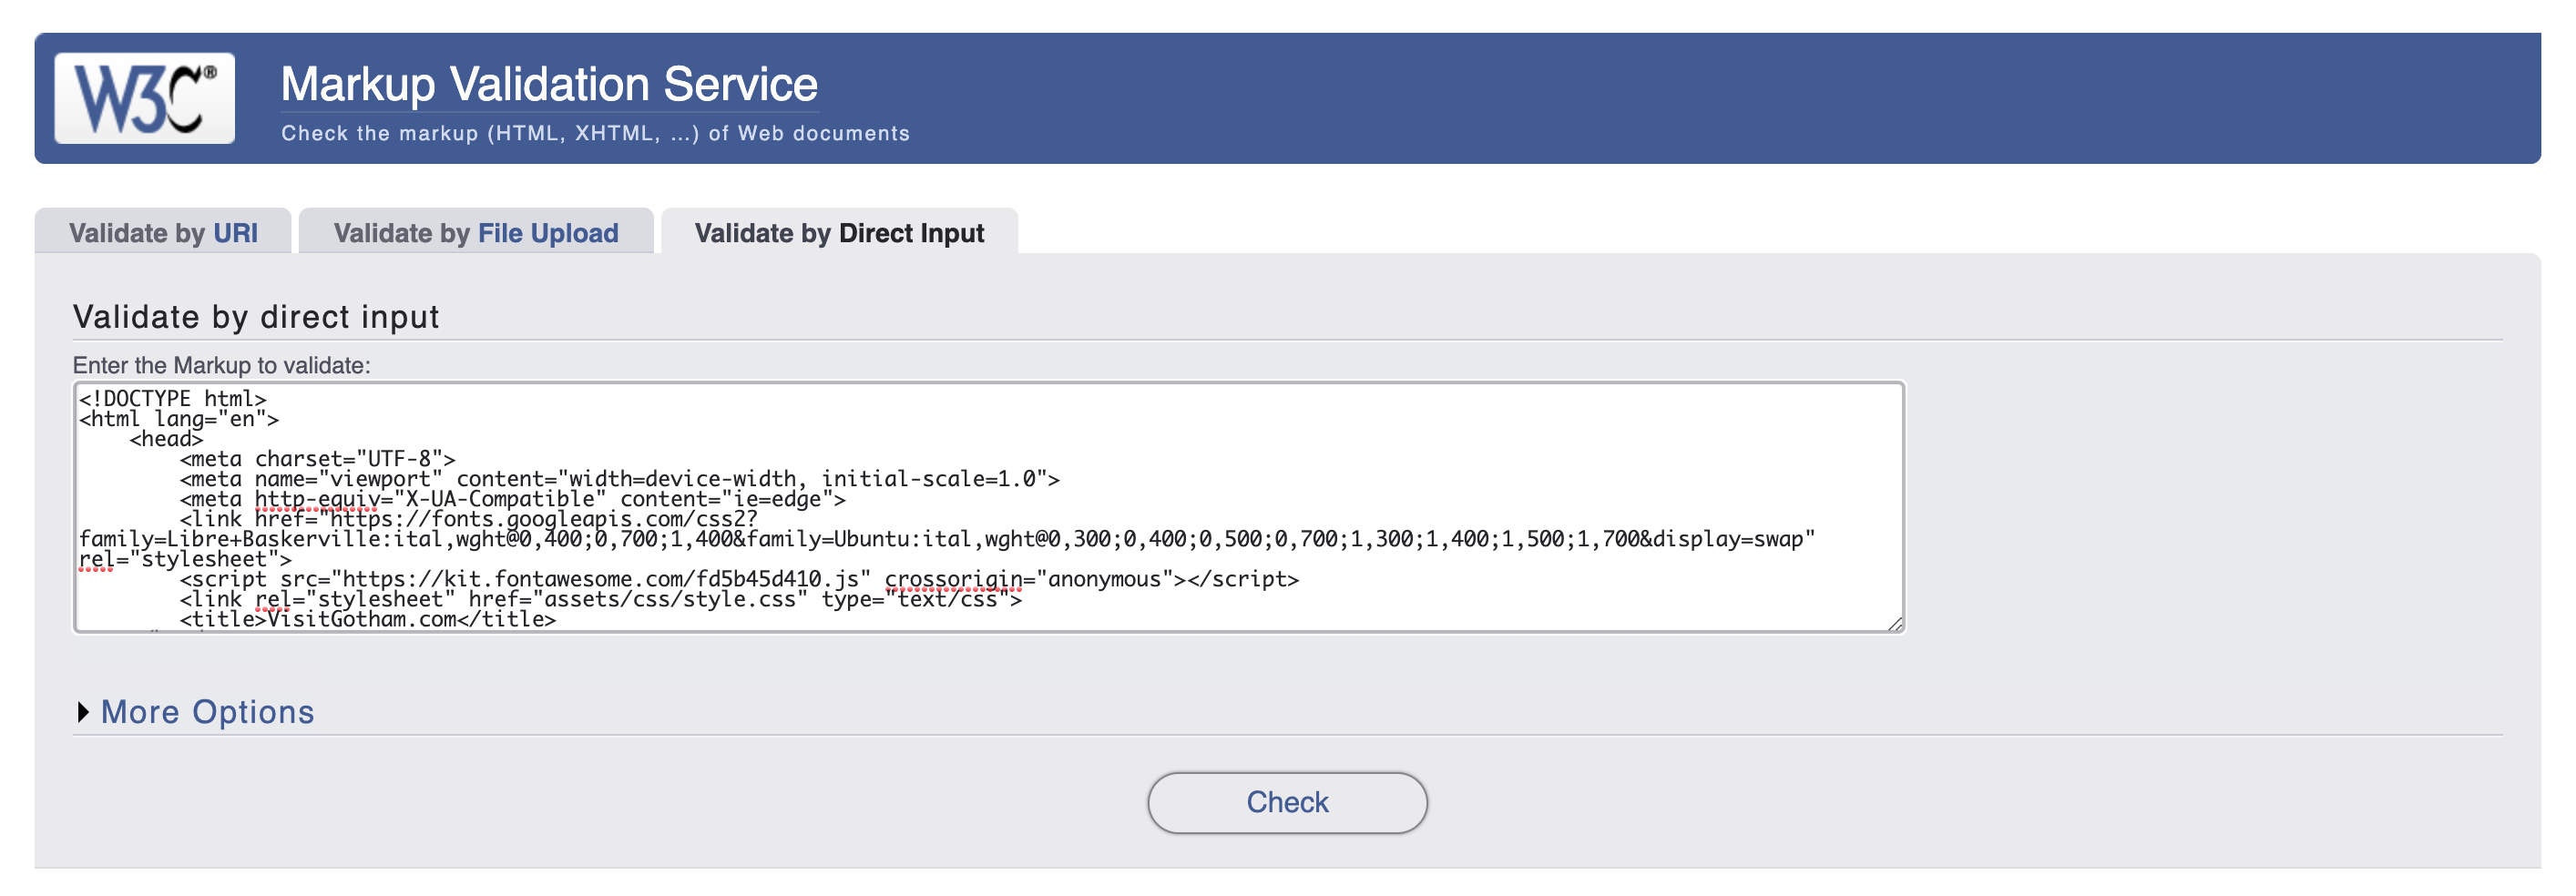 W3C®
Markup Validation Service
Check the markup (HTML, XHTML, ...) of Web documents
Validate by URI
Validate by File Upload
Validate by Direct Input
Validate by direct input
Enter the Markup to validate:
<!DOCTYPE html>
<html lang="en">
    <head>
        <meta charset="UTF-8">
        <meta name="viewport" content="width=device-width, initial-scale=1.0">
        <meta http-equiv="X-UA-Compatible" content="ie=edge">
        <link href="https://fonts.googleapis.com/css2?
family=Libre+Baskerville:ital,wght@0,400;0,700;1,400&family=Ubuntu:ital,wght@0,300;0,400;0,500;0,700;1,300;1,400;1,500;1,700&display=swap"
rel="stylesheet">
        <script src="https://kit.fontawesome.com/fd5b45d410.js" crossorigin="anonymous"></script>
        <link rel="stylesheet" href="assets/css/style.css" type="text/css">
        <title>VisitGotham.com</title>
More Options
Check